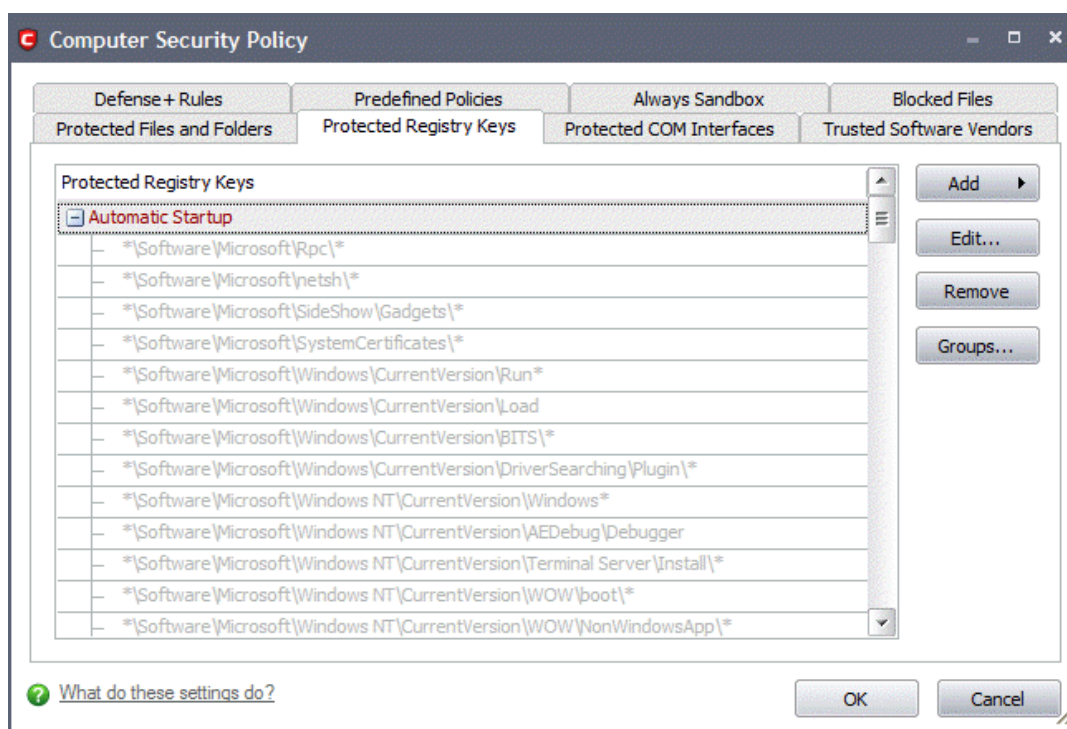 Computer Security Policy
Defense+ Rules Predefined Policies Always Sandbox Blocked Files
Protected Files and Folders Protected Registry Keys Protected COM Interfaces Trusted Software Vendors
Protected Registry Keys
Automatic Startup
*\Software\Microsoft\Rpc\*
*\Software\Microsoft\netsh\*
*\Software\Microsoft\SideShow\Gadgets\*
*\Software\Microsoft\SystemCertificates\*
*\Software\Microsoft\Windows\CurrentVersion\Run*
*\Software\Microsoft\Windows\CurrentVersion\Load
*\Software\Microsoft\Windows\CurrentVersion\BITS\*
*\Software\Microsoft\Windows\CurrentVersion\DriverSearching\Plugin\*
*\Software\Microsoft\Windows NT\CurrentVersion\Windows*
*\Software\Microsoft\Windows NT\CurrentVersion\AEDebug\Debugger
*\Software\Microsoft\Windows NT\CurrentVersion\Terminal Server\Install\*
*\Software\Microsoft\Windows NT\CurrentVersion\WOW\boot\*
*\Software\Microsoft\Windows NT\CurrentVersion\WOW\NonWindowsApp\*
Add
Edit...
Remove
Groups...
What do these settings do?
OK Cancel